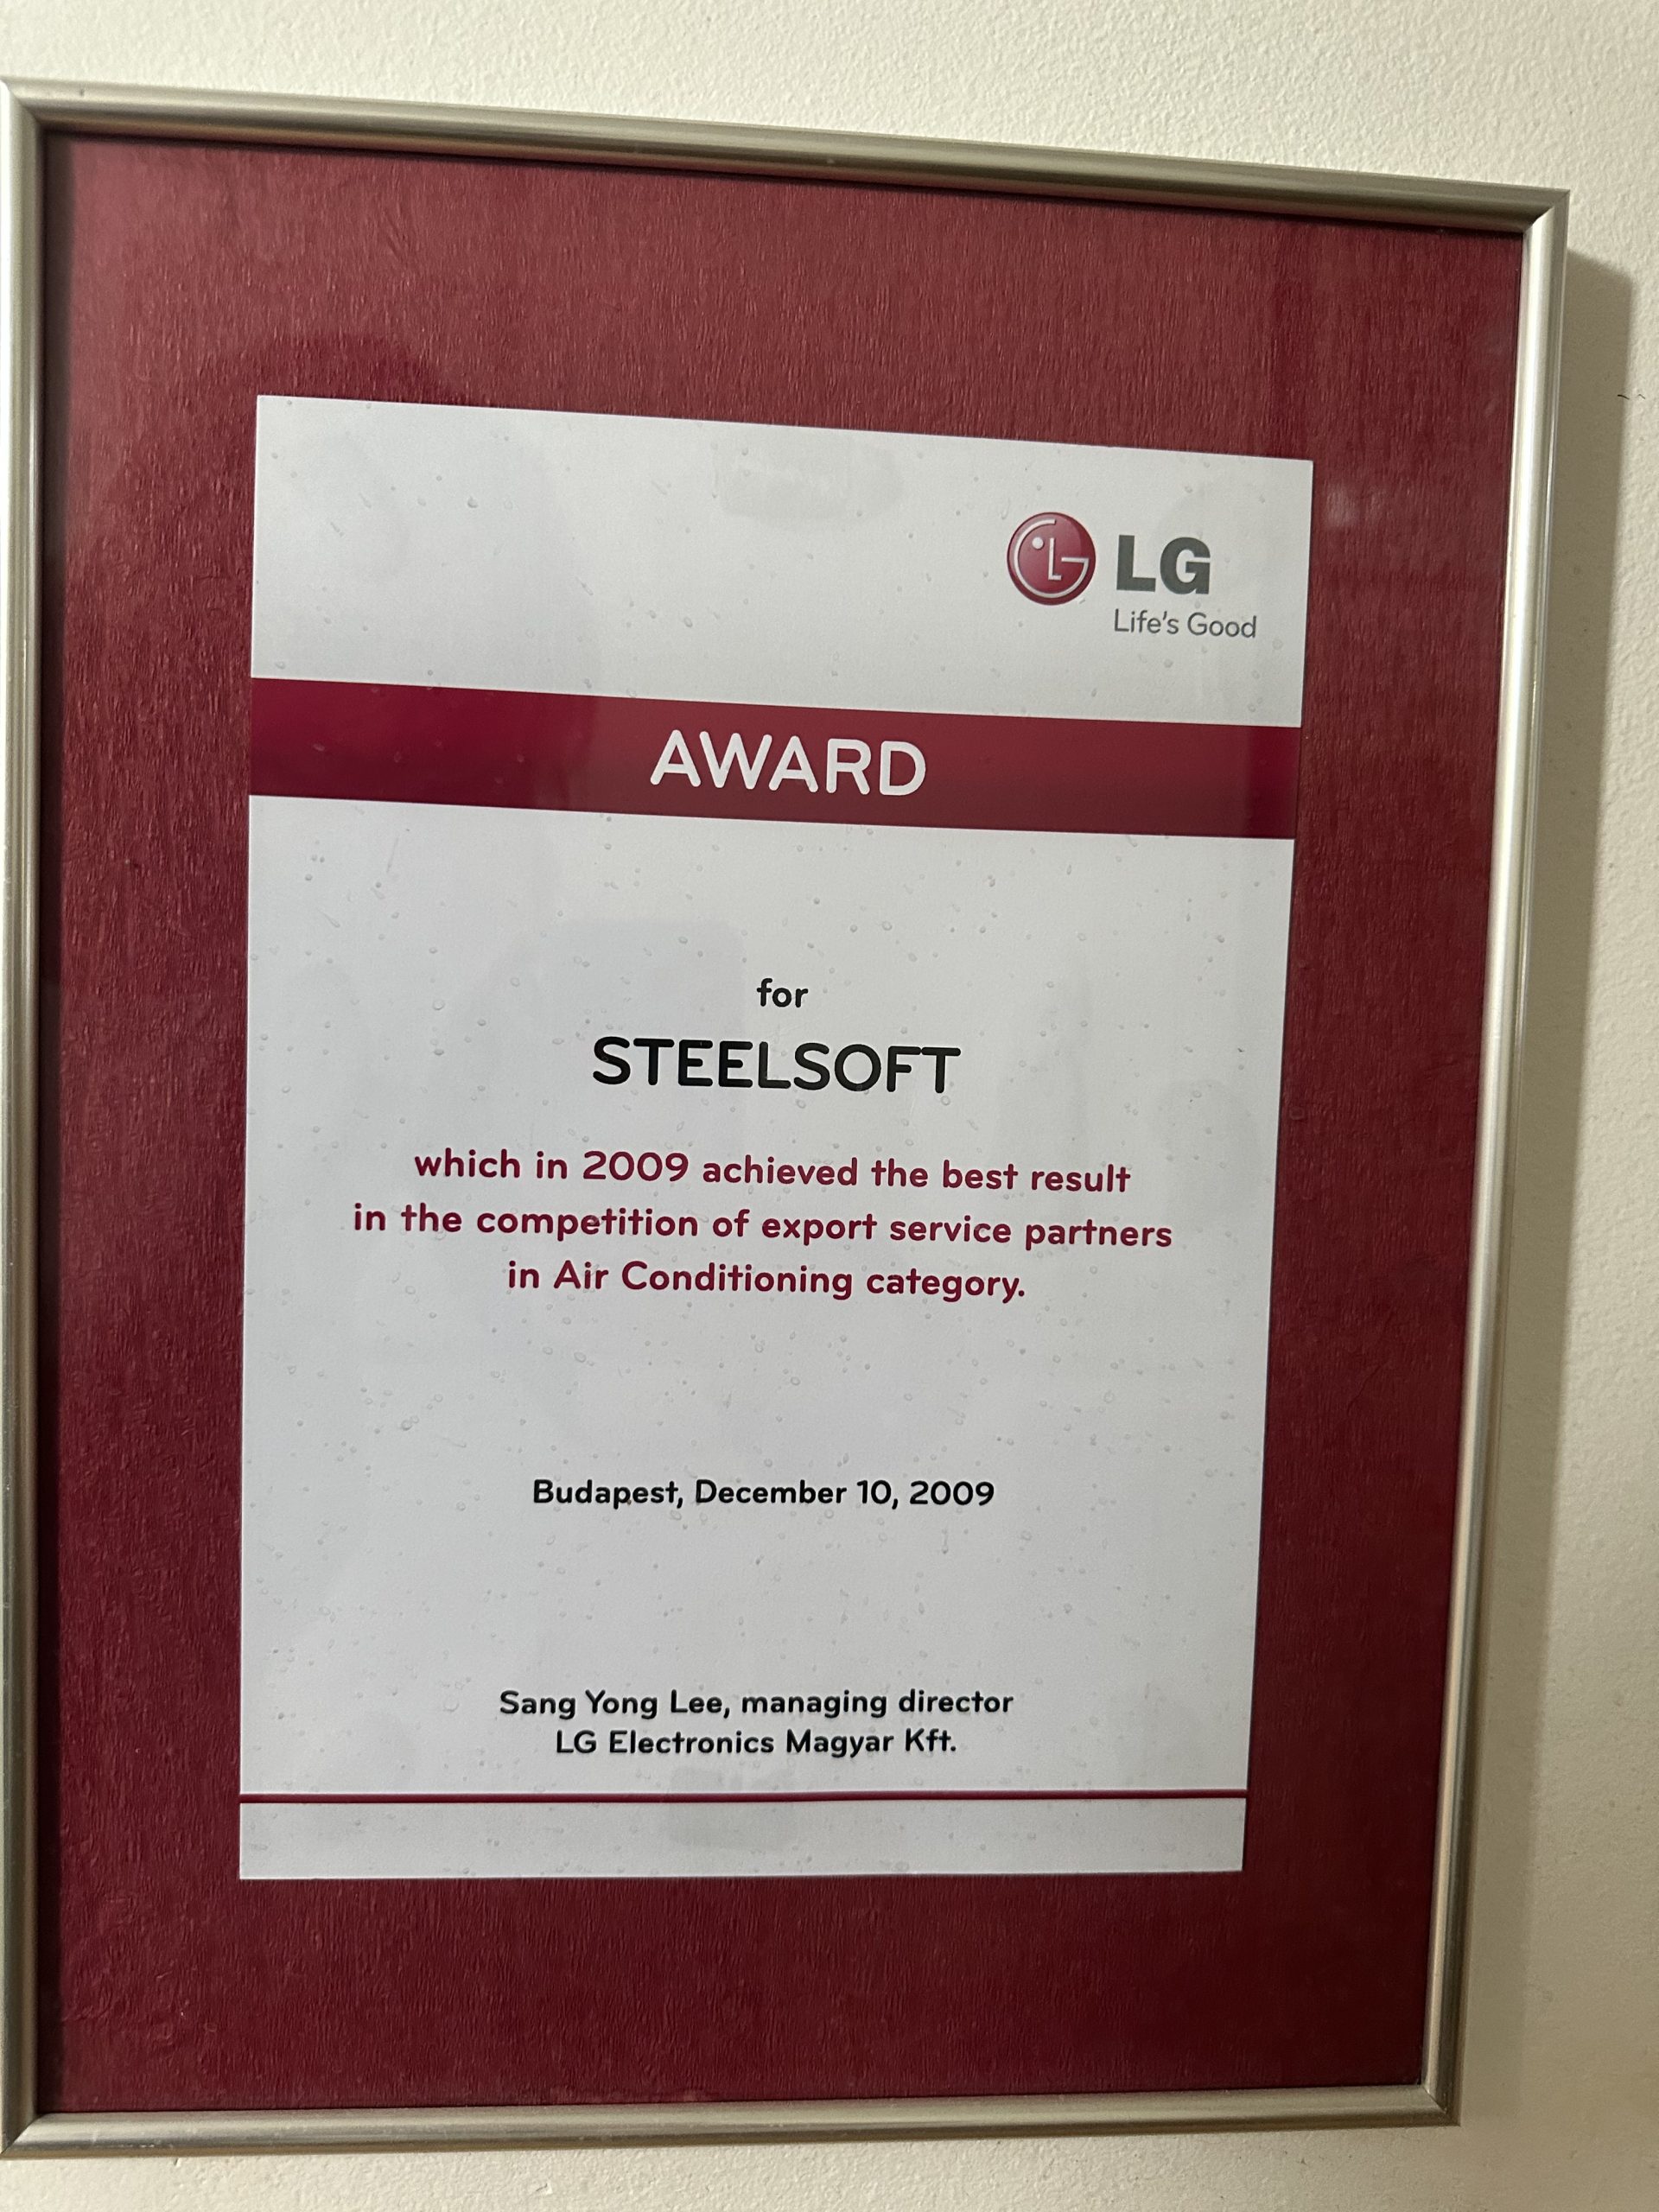 LG
Life's Good
AWARD
for
STEELSOFT
which in 2009 achieved the best result
in the competition of export service partners
in Air Conditioning category.
Budapest, December 10, 2009
Sang Yong Lee, managing director
LG Electronics Magyar Kft.